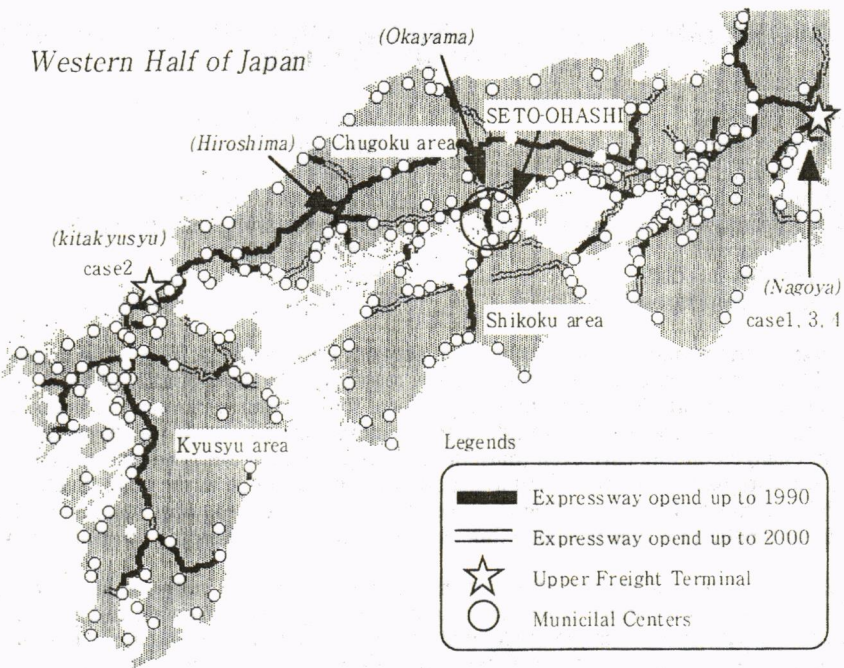 Western Half of Japan
(Okayama)
SETO-OHASHI
(Hiroshima)
Chugoku area
(kitakyusyu)
case2
(Nagoya)
case1, 3, 4
Shikoku area
Kyusyu area
Legends
Expressway opend up to 1990
Expressway opend up to 2000
Upper Freight Terminal
Municilal Centers